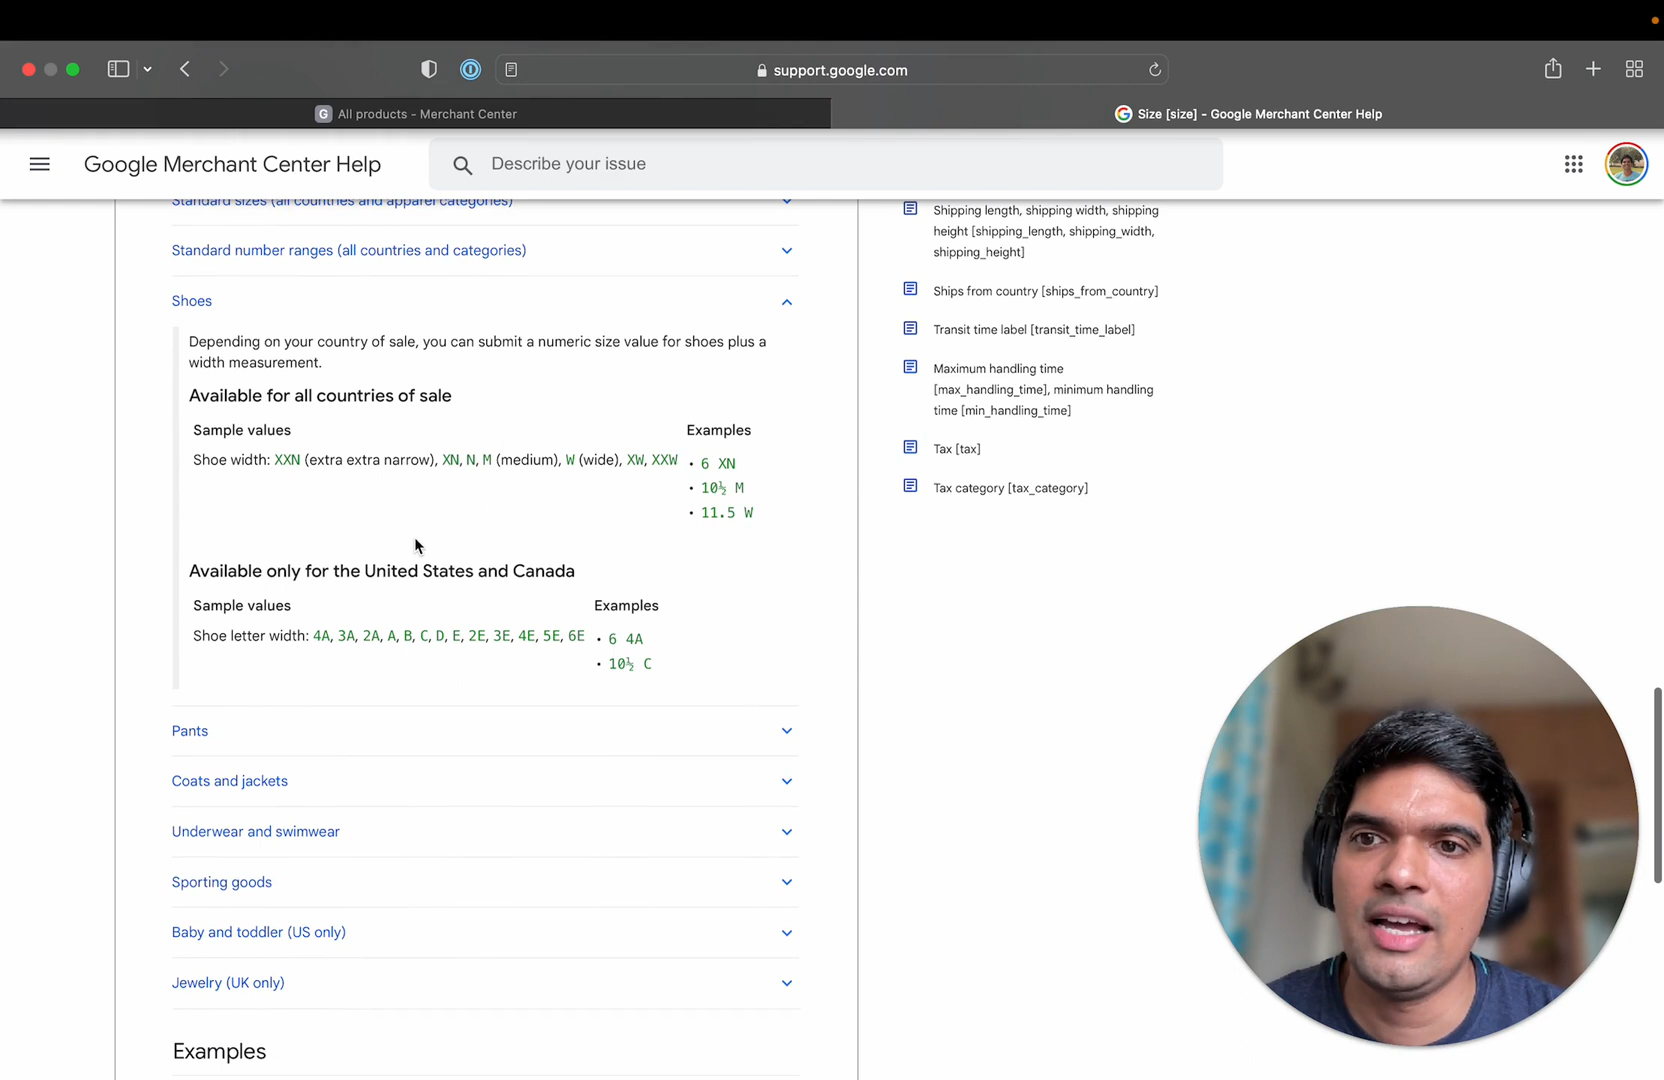 support.google.com
G All products - Merchant Center
Size [size] - Google Merchant Center Help
Google Merchant Center Help
Describe your issue
Standard sizes (all countries and apparel categories)
Standard number ranges (all countries and categories)
Shoes
Depending on your country of sale, you can submit a numeric size value for shoes plus a
width measurement.
Available for all countries of sale
Sample values Examples
Shoe width: XXN (extra extra narrow), XN, N, M (medium), W (wide), XW, XXW
• 6 XN
• 10½ M
• 11.5 W
Available only for the United States and Canada
Sample values Examples
Shoe letter width: 4A, 3A, 2A, A, B, C, D, E, 2E, 3E, 4E, 5E, 6E
• 6 4A
• 10½ C
Pants
Coats and jackets
Underwear and swimwear
Sporting goods
Baby and toddler (US only)
Jewelry (UK only)
Examples
Shipping length, shipping width, shipping
height [shipping_length, shipping_width,
shipping_height]
Ships from country [ships_from_country]
Transit time label [transit_time_label]
Maximum handling time
[max_handling_time], minimum handling
time [min_handling_time]
Tax [tax]
Tax category [tax_category]